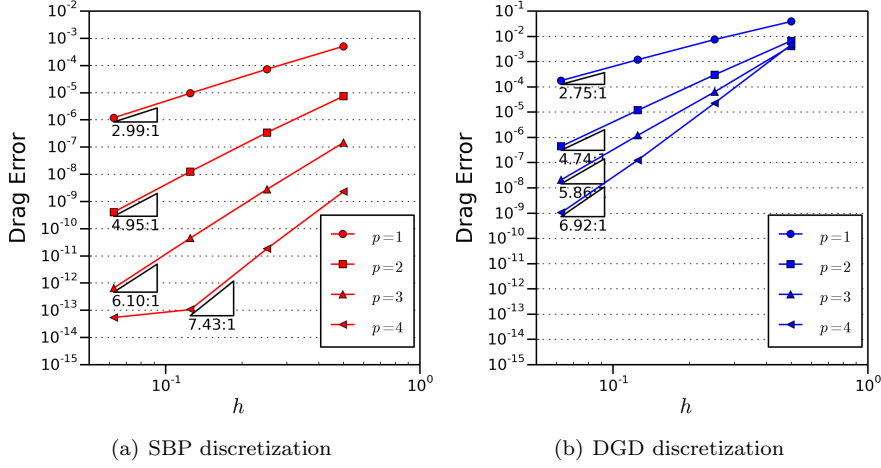 10^-2
10^-3
10^-4
10^-5
10^-6
10^-7
10^-8
10^-9
10^-10
10^-11
10^-12
10^-13
10^-14
10^-15
Drag Error
2.99:1
4.95:1
6.10:1
7.43:1
p=1
p=2
p=3
p=4
10^-1
10^0
h
(a) SBP discretization
10^-1
10^-2
10^-3
10^-4
10^-5
10^-6
10^-7
10^-8
10^-9
10^-10
10^-11
10^-12
10^-13
10^-14
10^-15
Drag Error
2.75:1
4.74:1
5.86:1
6.92:1
p=1
p=2
p=3
p=4
10^-1
10^0
h
(b) DGD discretization